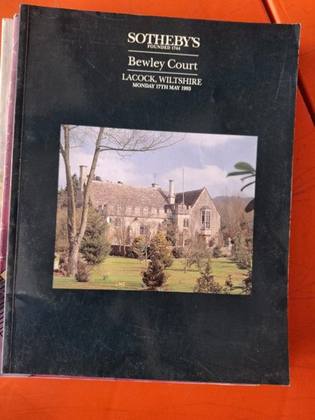 SOTHEBY'S
FOUNDED 1744
Bewley Court
LACOCK, WILTSHIRE
MONDAY 17TH MAY 1993